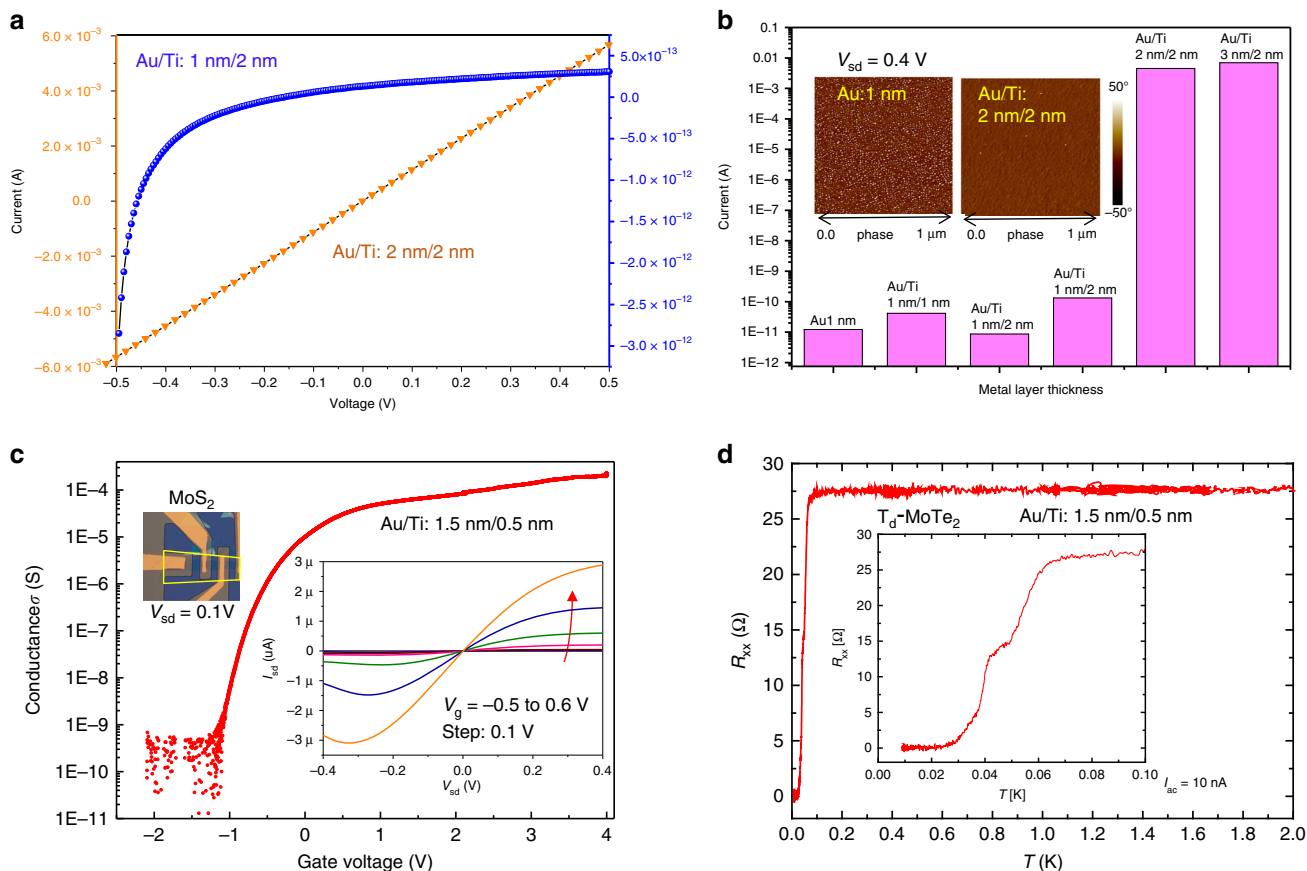 a
Au/Ti: 1 nm/2 nm
Au/Ti: 2 nm/2 nm
Current (A)
6.0 × 10⁻³
4.0 × 10⁻³
2.0 × 10⁻³
0.0
−2.0 × 10⁻³
−4.0 × 10⁻³
−6.0 × 10⁻³
5.0×10⁻¹³
0.0
−5.0×10⁻¹³
−1.0 × 10⁻¹²
−1.5 × 10⁻¹²
−2.0 × 10⁻¹²
−2.5 × 10⁻¹²
−3.0 × 10⁻¹²
−0.5 −0.4 −0.3 −0.2 −0.1 0.0 0.1 0.2 0.3 0.4 0.5
Voltage (V)
b
Current (A)
0.1
0.01
1E−3
1E−4
1E−5
1E−6
1E−7
1E−8
1E−9
1E−10
1E−11
1E−12
V_sd = 0.4 V
Au:1 nm
Au/Ti:
2 nm/2 nm
50°
−50°
0.0 phase 1 μm
0.0 phase 1 μm
Au1 nm
Au/Ti
1 nm/1 nm
Au/Ti
1 nm/2 nm
Au/Ti
1 nm/2 nm
Au/Ti
2 nm/2 nm
Au/Ti
3 nm/2 nm
Metal layer thickness
c
Conductance σ (S)
1E−4
1E−5
1E−6
1E−7
1E−8
1E−9
1E−10
1E−11
MoS₂
V_sd = 0.1V
Au/Ti: 1.5 nm/0.5 nm
I_sd (uA)
3 μ
2 μ
1 μ
0
−1 μ
−2 μ
−3 μ
V_g = −0.5 to 0.6 V
Step: 0.1 V
−0.4 −0.2 0.0 0.2 0.4
V_sd (V)
−2 −1 0 1 2 3 4
Gate voltage (V)
d
R_xx (Ω)
30
25
20
15
10
5
0
T_d-MoTe₂
Au/Ti: 1.5 nm/0.5 nm
R_xx [Ω]
30
25
20
15
10
5
0
0.00 0.02 0.04 0.06 0.08 0.10
T [K]
I_ac = 10 nA
0.0 0.2 0.4 0.6 0.8 1.0 1.2 1.4 1.6 1.8 2.0
T (K)